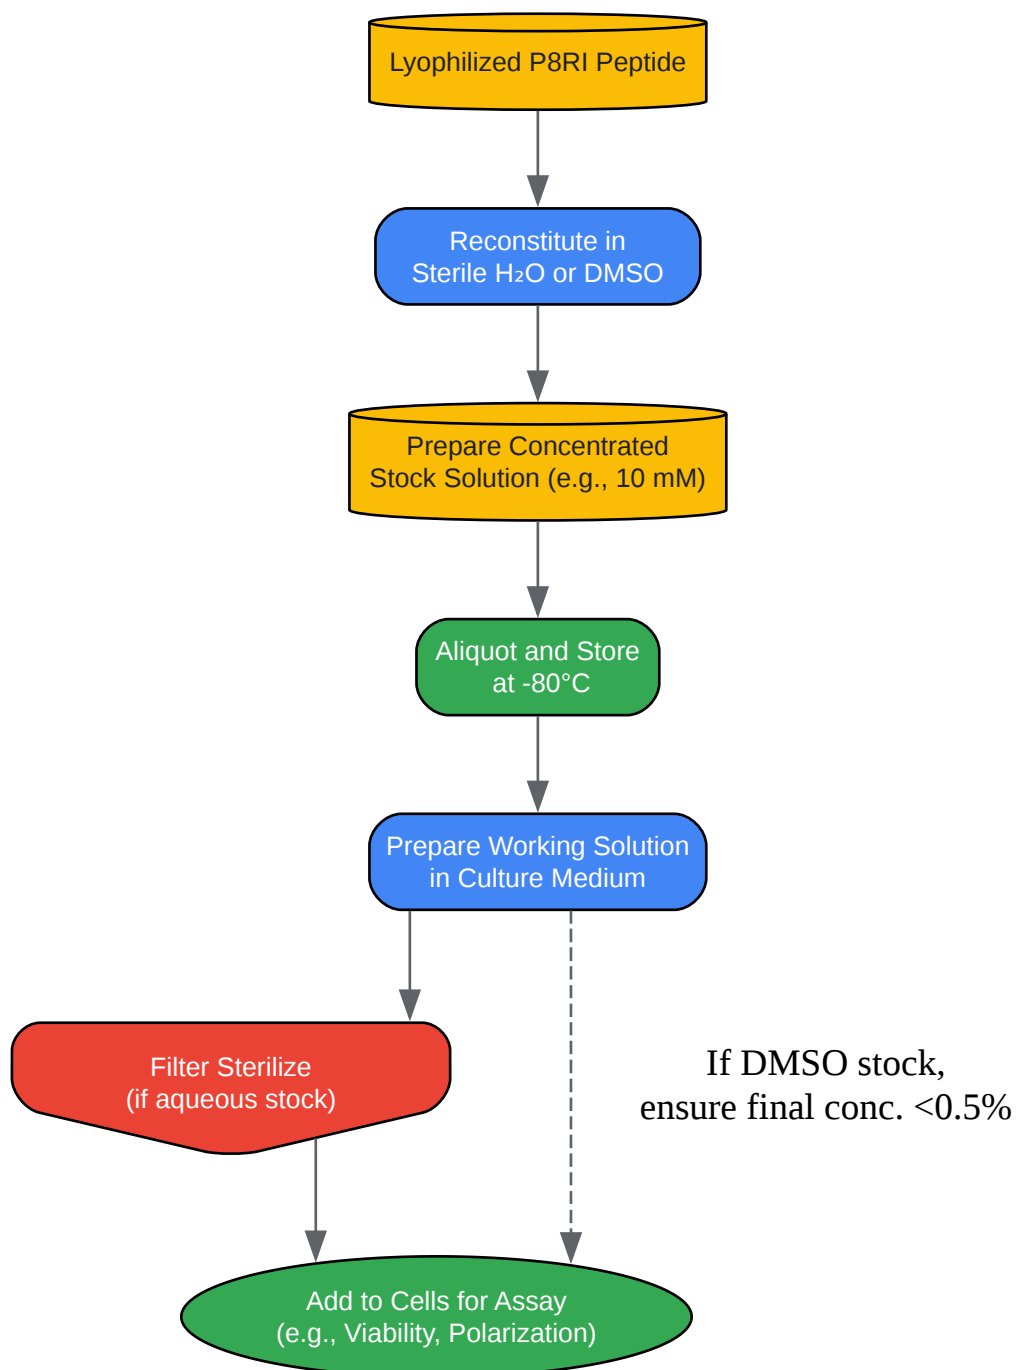 Lyophilized P8RI Peptide
Reconstitute in
Sterile H₂O or DMSO
Prepare Concentrated
Stock Solution (e.g., 10 mM)
Aliquot and Store
at -80°C
Prepare Working Solution
in Culture Medium
Filter Sterilize
(if aqueous stock)
If DMSO stock,
ensure final conc. <0.5%
Add to Cells for Assay
(e.g., Viability, Polarization)